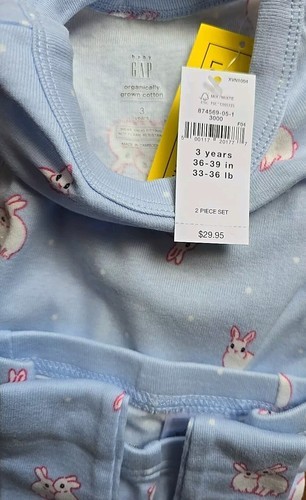 baby
GAP
organically
grown cotton
874569-05-1
3000
3 years
36-39 in
33-36 lb
2 PIECE SET
$29.95